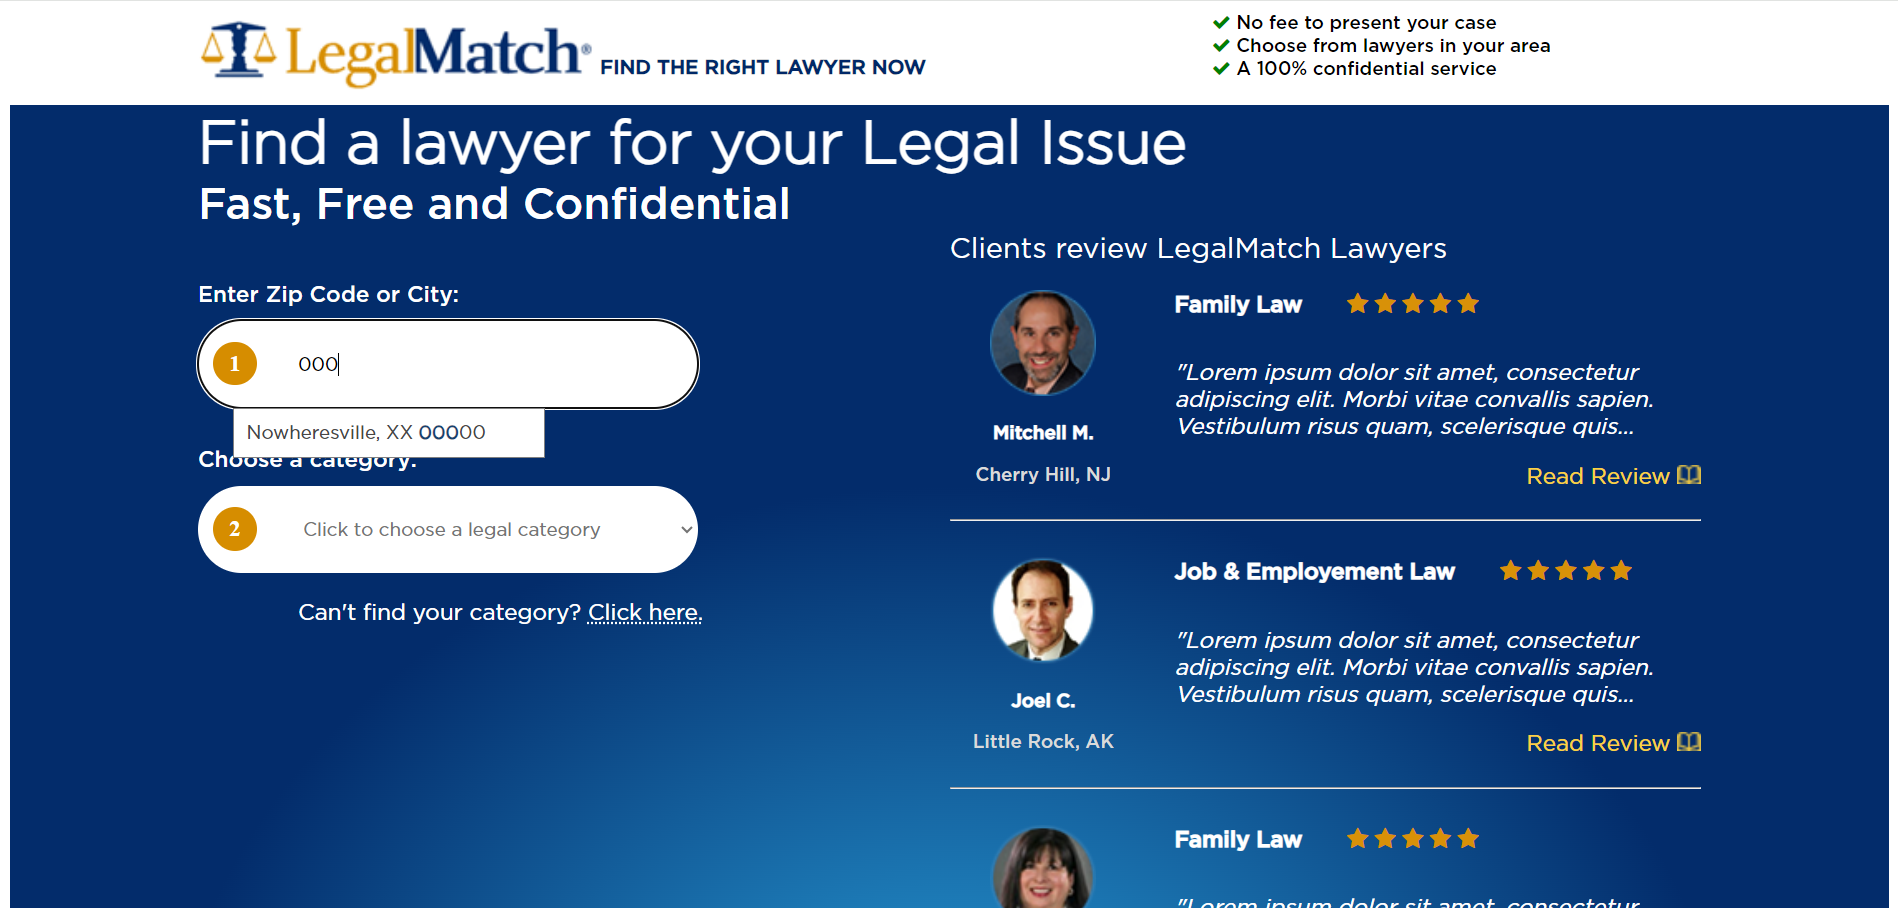 LegalMatch® FIND THE RIGHT LAWYER NOW
No fee to present your case
Choose from lawyers in your area
A 100% confidential service
Find a lawyer for your Legal Issue
Fast, Free and Confidential
Enter Zip Code or City:
1 000
Nowheresville, XX 00000
Choose a category:
2 Click to choose a legal category
Can't find your category? Click here.
Clients review LegalMatch Lawyers
Family Law
"Lorem ipsum dolor sit amet, consectetur
adipiscing elit. Morbi vitae convallis sapien.
Vestibulum risus quam, scelerisque quis...
Mitchell M.
Cherry Hill, NJ
Read Review
Job & Employement Law
"Lorem ipsum dolor sit amet, consectetur
adipiscing elit. Morbi vitae convallis sapien.
Vestibulum risus quam, scelerisque quis...
Joel C.
Little Rock, AK
Read Review
Family Law
"Lorem ipsum dolor sit amet, consectetur